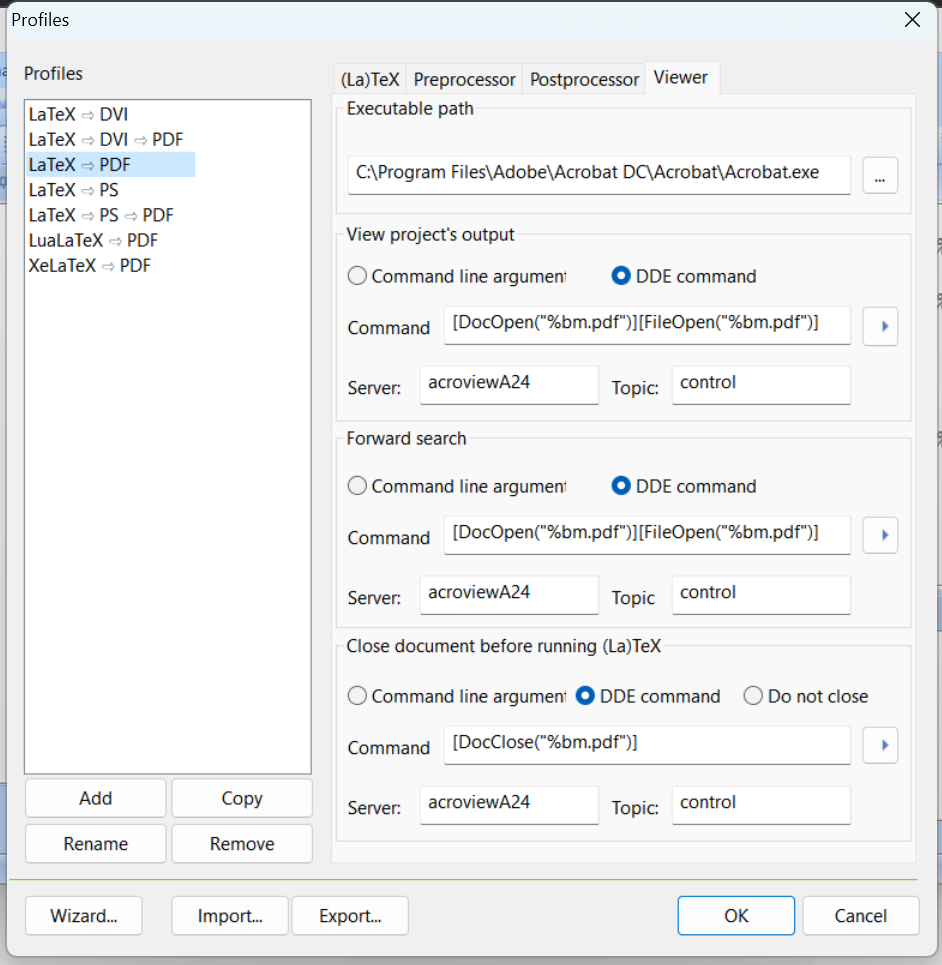 Profiles
Profiles
LaTeX ⇨ DVI
LaTeX ⇨ DVI ⇨ PDF
LaTeX ⇨ PDF
LaTeX ⇨ PS
LaTeX ⇨ PS ⇨ PDF
LuaLaTeX ⇨ PDF
XeLaTeX ⇨ PDF
Add Copy
Rename Remove
(La)TeX Preprocessor Postprocessor Viewer
Executable path
C:\Program Files\Adobe\Acrobat DC\Acrobat\Acrobat.exe ...
View project's output
Command line argument DDE command
Command [DocOpen("%bm.pdf")][FileOpen("%bm.pdf")]
Server: acroviewA24 Topic: control
Forward search
Command line argument DDE command
Command [DocOpen("%bm.pdf")][FileOpen("%bm.pdf")]
Server: acroviewA24 Topic control
Close document before running (La)TeX
Command line argument DDE command Do not close
Command [DocClose("%bm.pdf")]
Server: acroviewA24 Topic: control
Wizard... Import... Export... OK Cancel